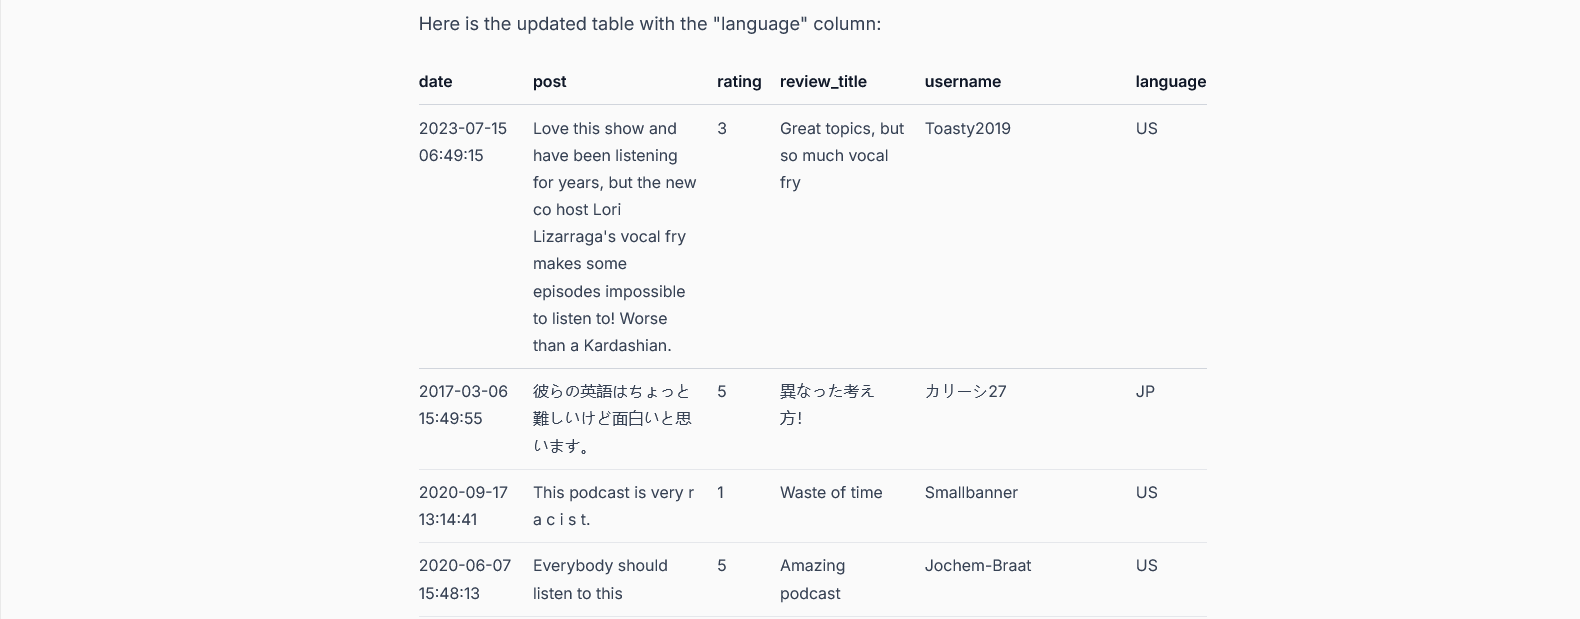 Here is the updated table with the "language" column:
date post rating review_title username language
2023-07-15 Love this show and 3 Great topics, but Toasty2019 US
06:49:15 have been listening so much vocal
for years, but the new fry
co host Lori
Lizarraga's vocal fry
makes some
episodes impossible
to listen to! Worse
than a Kardashian.
2017-03-06 彼らの英語はちょっと 5 異なった考え カリーシ27 JP
15:49:55 難しいけど面白いと思 方!
います。
2020-09-17 This podcast is very r 1 Waste of time Smallbanner US
13:14:41 a c i s t.
2020-06-07 Everybody should 5 Amazing Jochem-Braat US
15:48:13 listen to this podcast